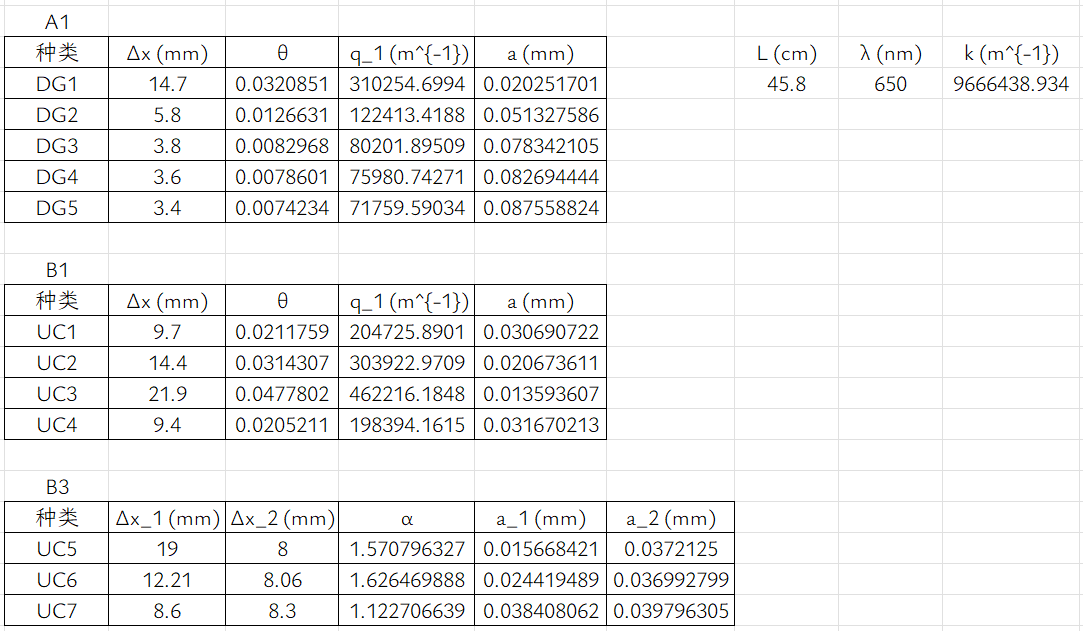 A1
种类 Δx (mm) θ q_1 (m^{-1}) a (mm) L (cm) λ (nm) k (m^{-1})
DG1 14.7 0.0320851 310254.6994 0.020251701 45.8 650 9666438.934
DG2 5.8 0.0126631 122413.4188 0.051327586
DG3 3.8 0.0082968 80201.89509 0.078342105
DG4 3.6 0.0078601 75980.74271 0.082694444
DG5 3.4 0.0074234 71759.59034 0.087558824
B1
种类 Δx (mm) θ q_1 (m^{-1}) a (mm)
UC1 9.7 0.0211759 204725.8901 0.030690722
UC2 14.4 0.0314307 303922.9709 0.020673611
UC3 21.9 0.0477802 462216.1848 0.013593607
UC4 9.4 0.0205211 198394.1615 0.031670213
B3
种类 Δx_1 (mm) Δx_2 (mm) α a_1 (mm) a_2 (mm)
UC5 19 8 1.570796327 0.015668421 0.0372125
UC6 12.21 8.06 1.626469888 0.024419489 0.036992799
UC7 8.6 8.3 1.122706639 0.038408062 0.039796305